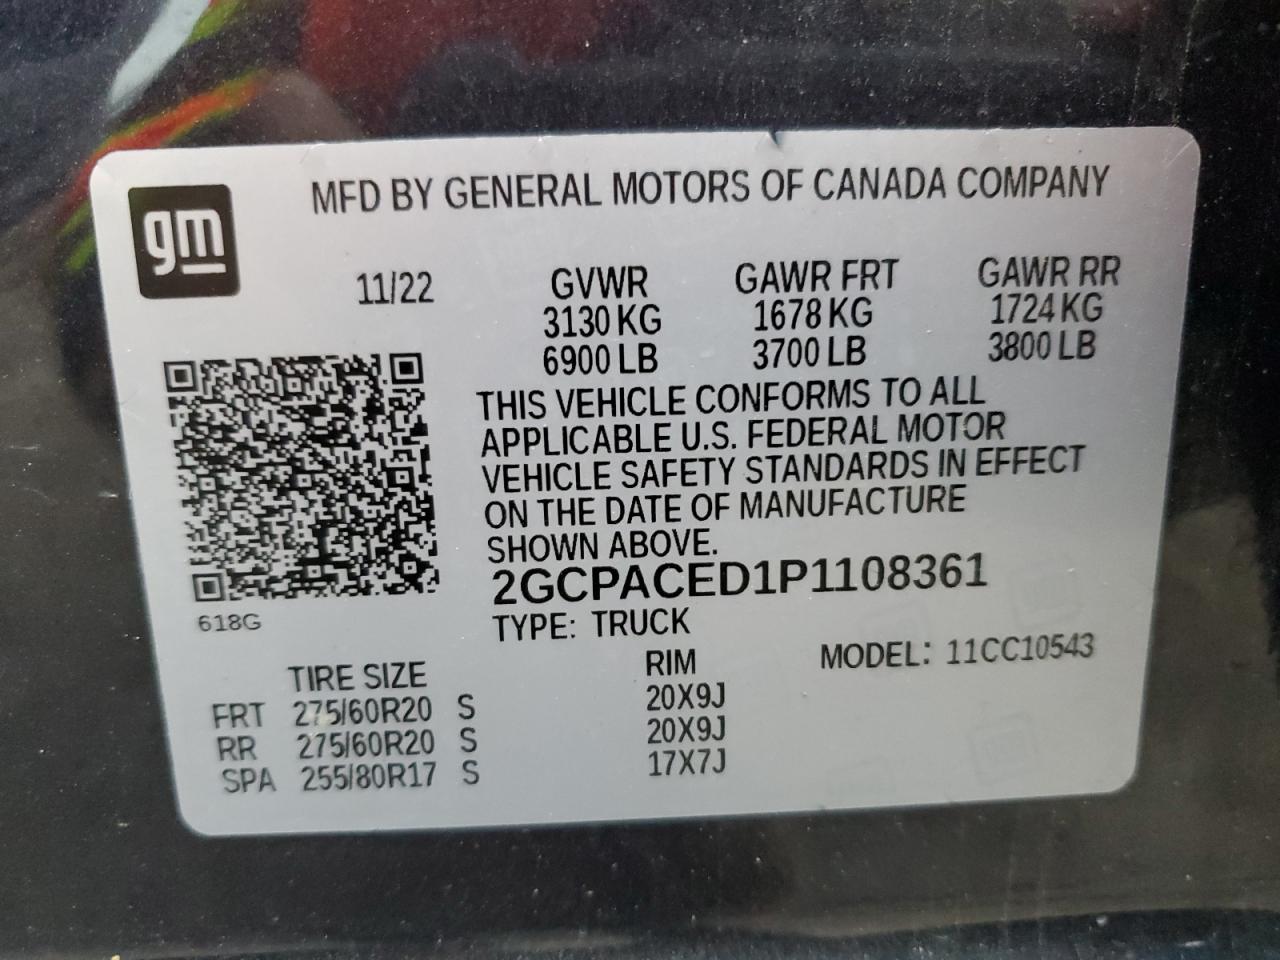 gm
MFD BY GENERAL MOTORS OF CANADA COMPANY
11/22
GVWR GAWR FRT GAWR RR
3130 KG 1678 KG 1724 KG
6900 LB 3700 LB 3800 LB
THIS VEHICLE CONFORMS TO ALL
APPLICABLE U.S. FEDERAL MOTOR
VEHICLE SAFETY STANDARDS IN EFFECT
ON THE DATE OF MANUFACTURE
SHOWN ABOVE.
2GCPACED1P1108361
618G
TYPE: TRUCK
MODEL: 11CC10543
TIRE SIZE RIM
FRT 275/60R20 S 20X9J
RR 275/60R20 S 20X9J
SPA 255/80R17 S 17X7J